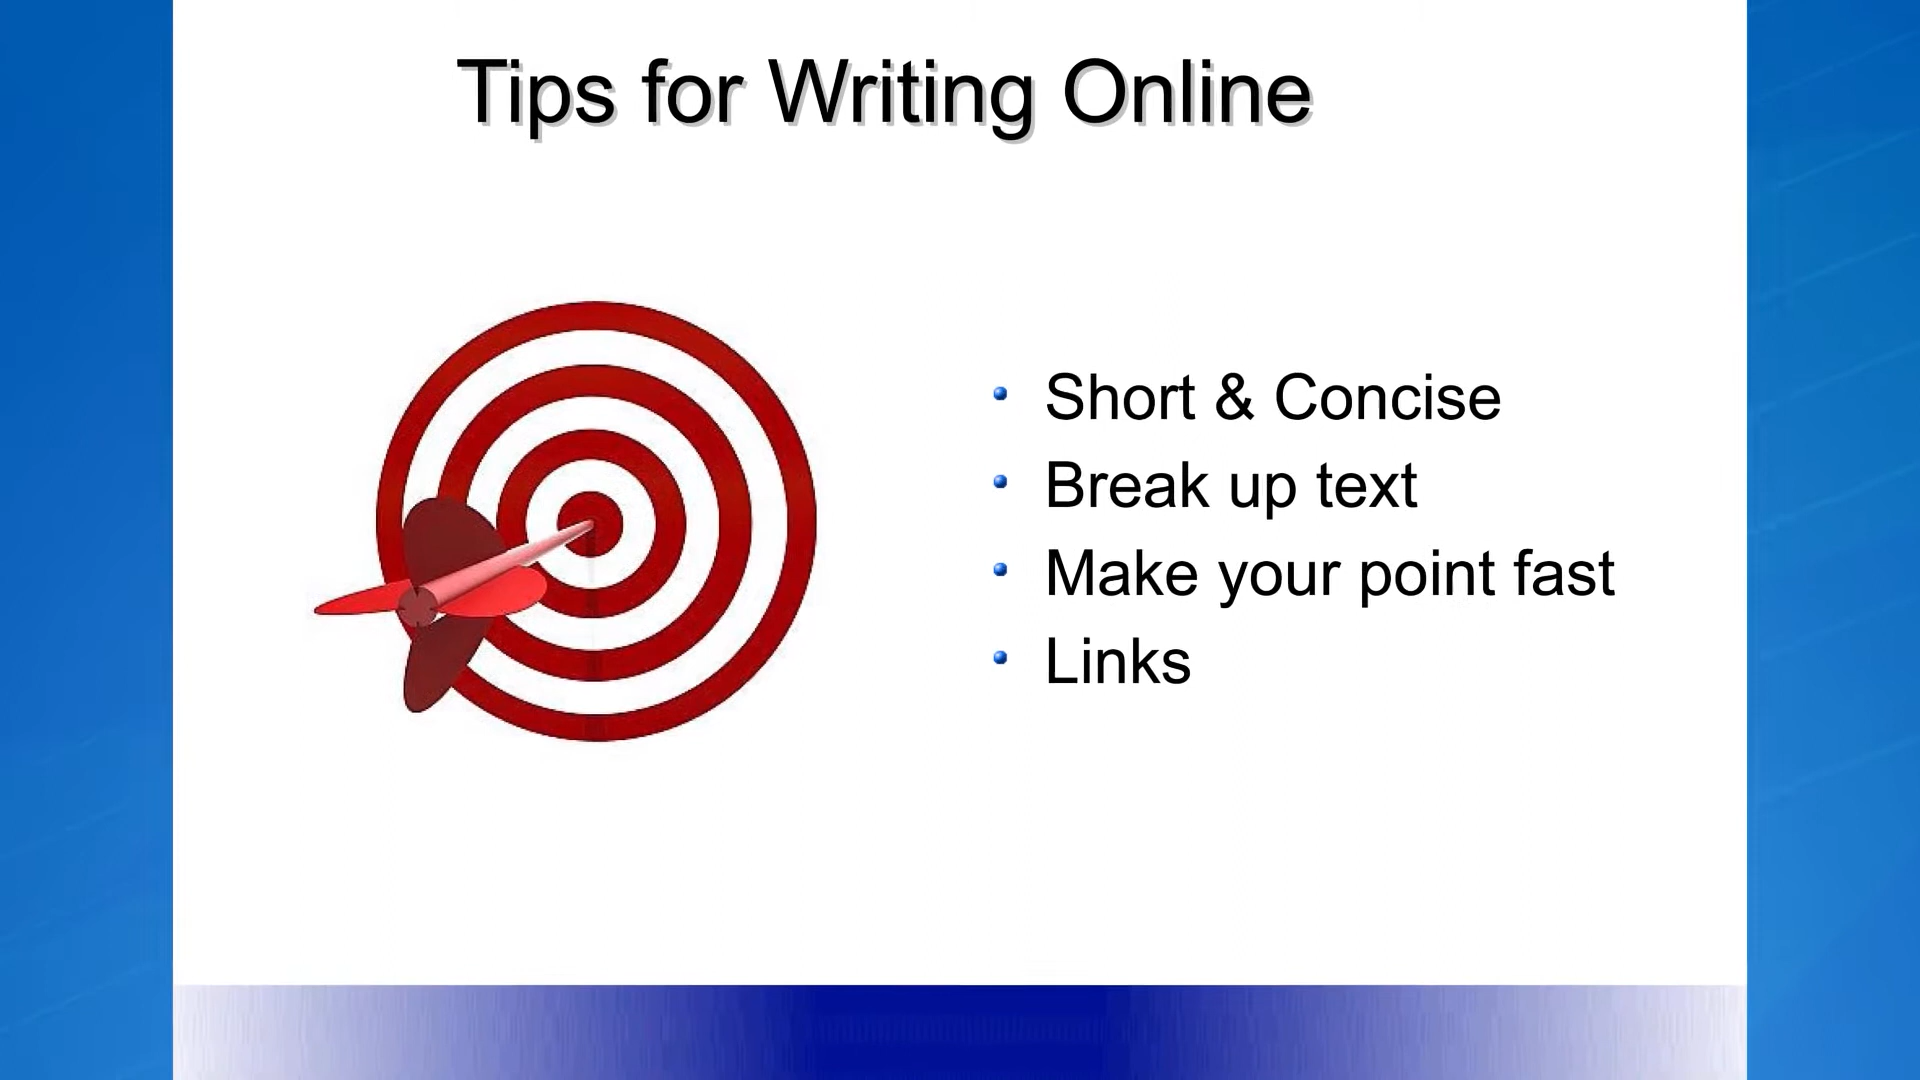 Tips for Writing Online
Short & Concise
Break up text
Make your point fast
Links